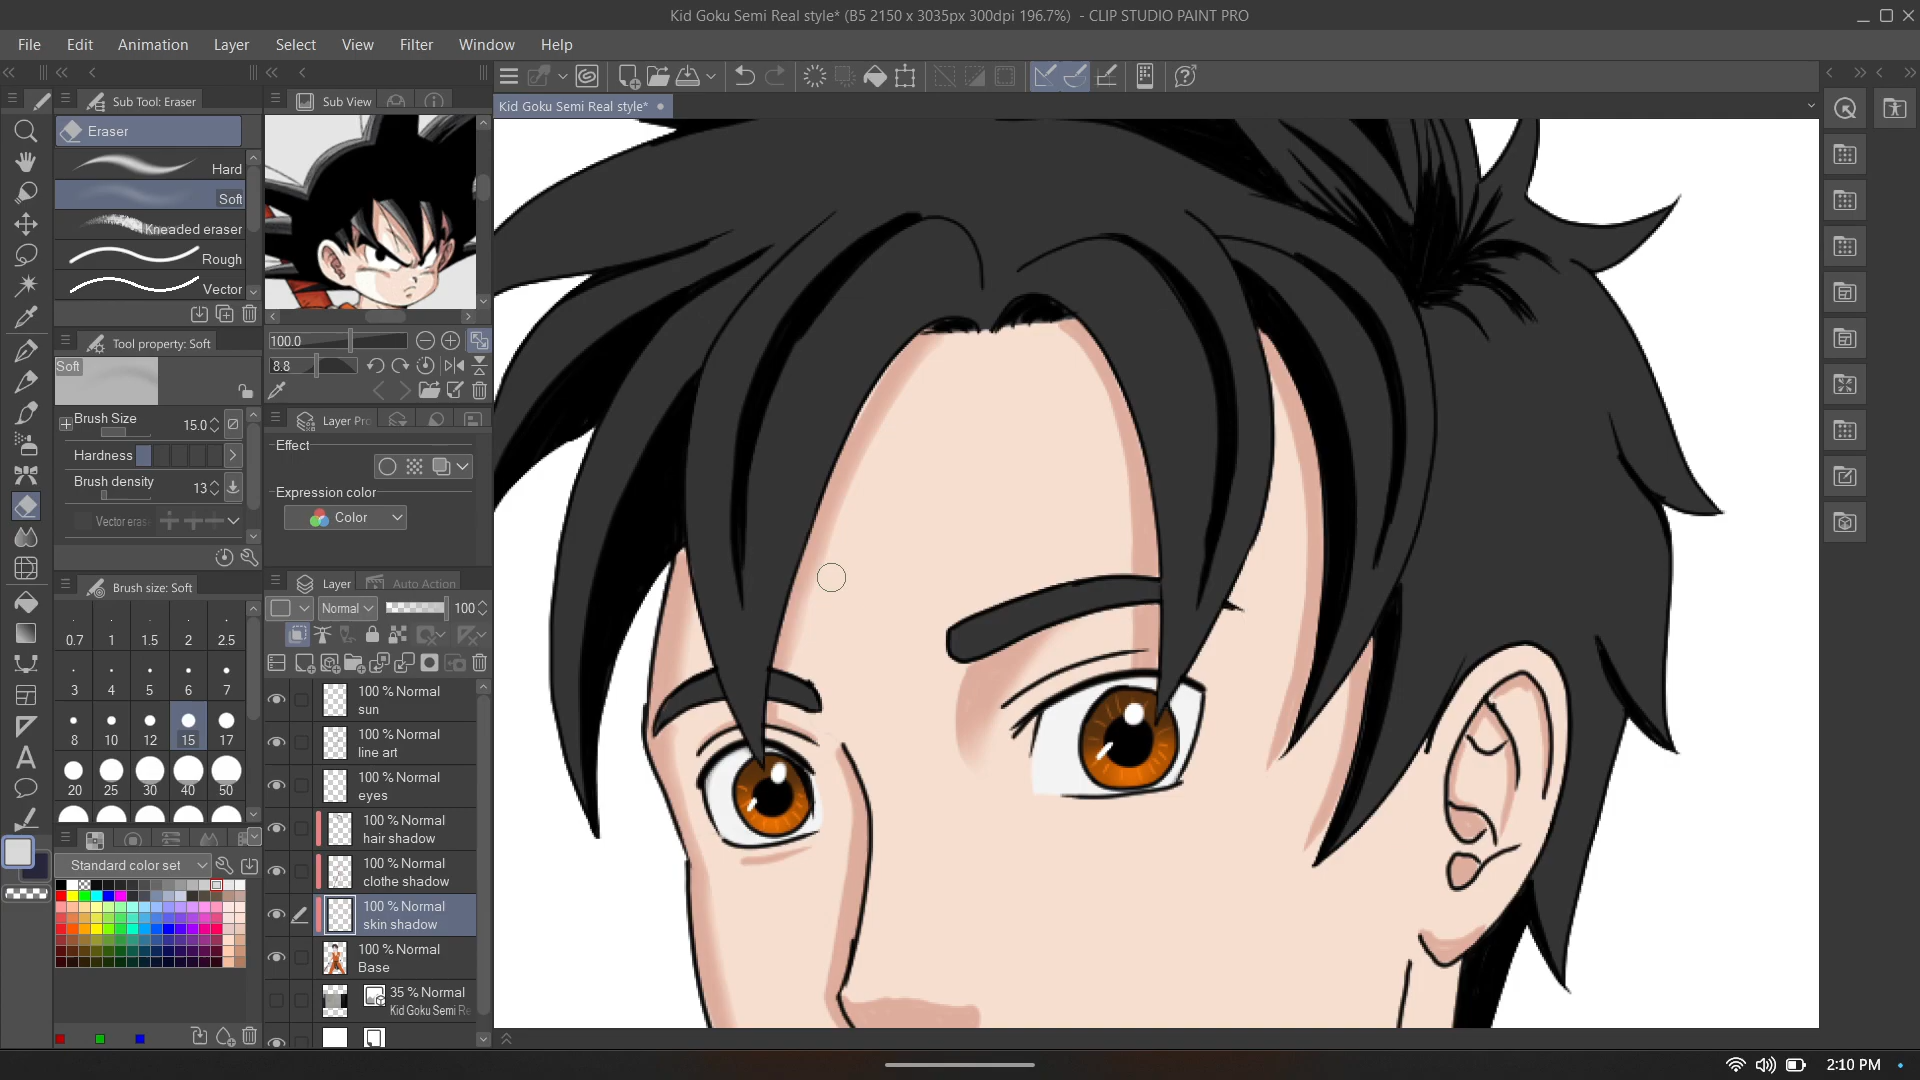 Kid Goku Semi Real style* (B5 2150 x 3035px 300dpi 196.7%) - CLIP STUDIO PAINT PRO
File Edit Animation Layer Select View Filter Window Help
Sub Tool: Eraser
Sub View
Kid Goku Semi Real style*
Eraser
Hard
Soft
Kneaded eraser
Rough
Vector
100.0
8.8
Tool property: Soft
Soft
Brush Size 15.0
Hardness
Brush density 13
Vector eras
Layer Pro
Effect
Expression color
Color
Brush size: Soft
0.7 1 1.5 2 2.5
3 4 5 6 7
8 10 12 15 17
20 25 30 40 50
Layer
Auto Action
Normal 100
100 % Normal
sun
100 % Normal
line art
100 % Normal
eyes
100 % Normal
hair shadow
100 % Normal
clothe shadow
100 % Normal
skin shadow
100 % Normal
Base
35 % Normal
Kid Goku Semi Re
Standard color set
2:10 PM